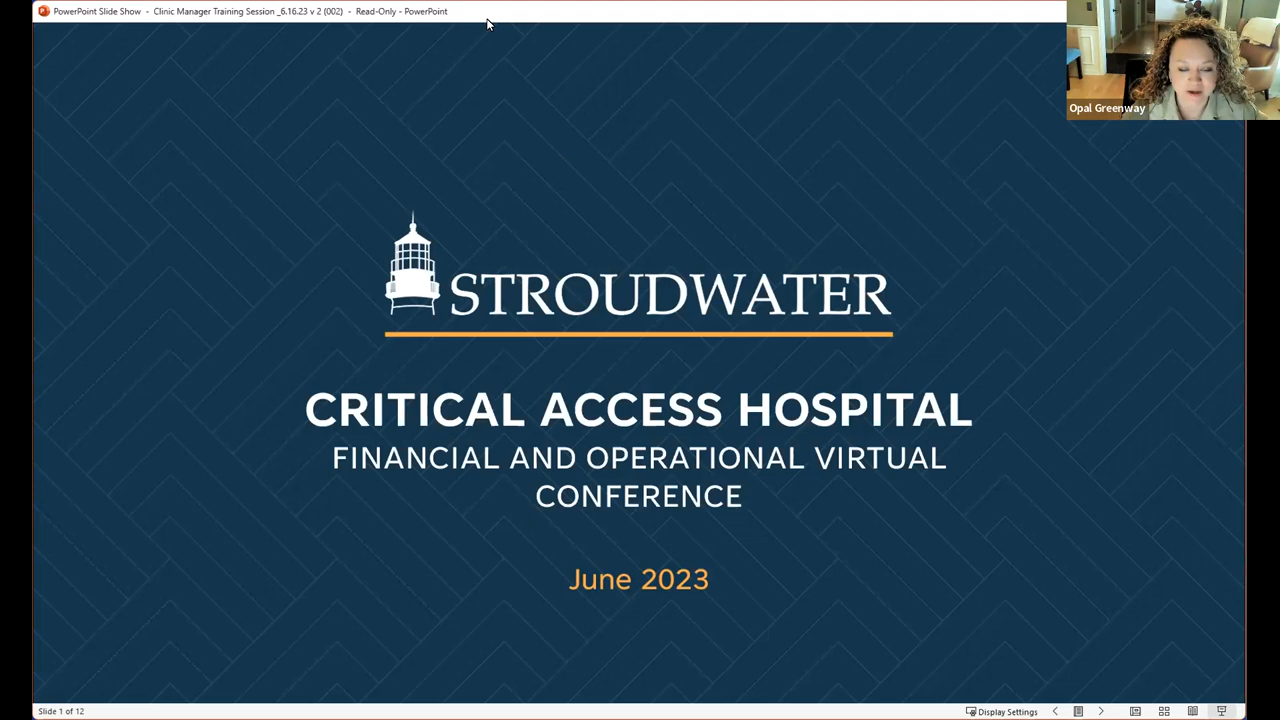 PowerPoint Slide Show - Clinic Manager Training Session _6.16.23 v 2 (002) - Read-Only - PowerPoint
Opal Greenway
STROUDWATER
CRITICAL ACCESS HOSPITAL
FINANCIAL AND OPERATIONAL VIRTUAL
CONFERENCE
June 2023
Slide 1 of 12
Display Settings